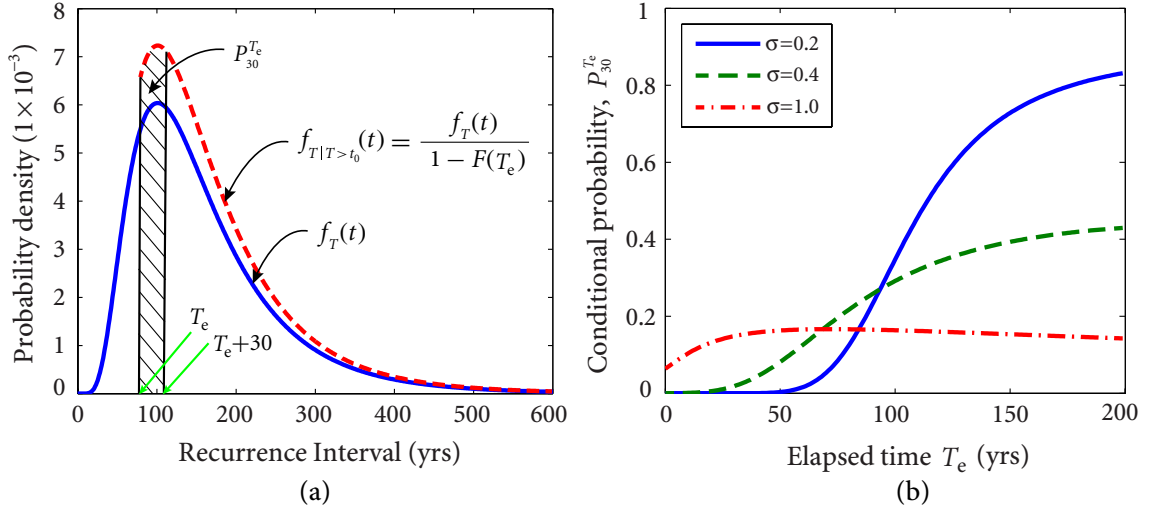 Probability density (1 × 10⁻³)
8
7
6
5
4
3
2
1
0
P₃₀^Tₑ
f_{T|T>t₀}(t) = f_T(t) / 1 − F(Tₑ)
f_T(t)
Tₑ
Tₑ+30
0 100 200 300 400 500 600
Recurrence Interval (yrs)
(a)
Conditional probability, P₃₀^Tₑ
1
0.8
0.6
0.4
0.2
0
σ=0.2
σ=0.4
σ=1.0
0 50 100 150 200
Elapsed time Tₑ (yrs)
(b)